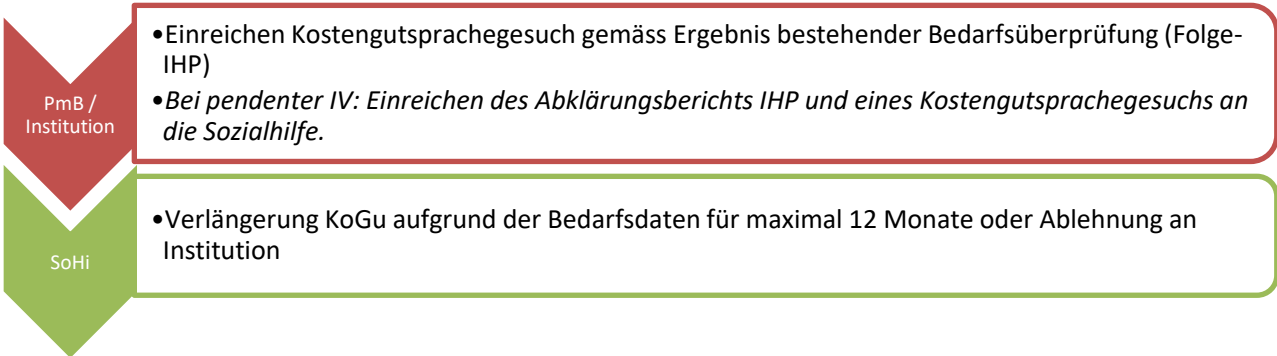 PmB /
Institution
•Einreichen Kostengutsprachegesuch gemäss Ergebnis bestehender Bedarfsüberprüfung (Folge-
IHP)
•Bei pendenter IV: Einreichen des Abklärungsberichts IHP und eines Kostengutsprachegesuchs an
die Sozialhilfe.
SoHi
•Verlängerung KoGu aufgrund der Bedarfsdaten für maximal 12 Monate oder Ablehnung an
Institution